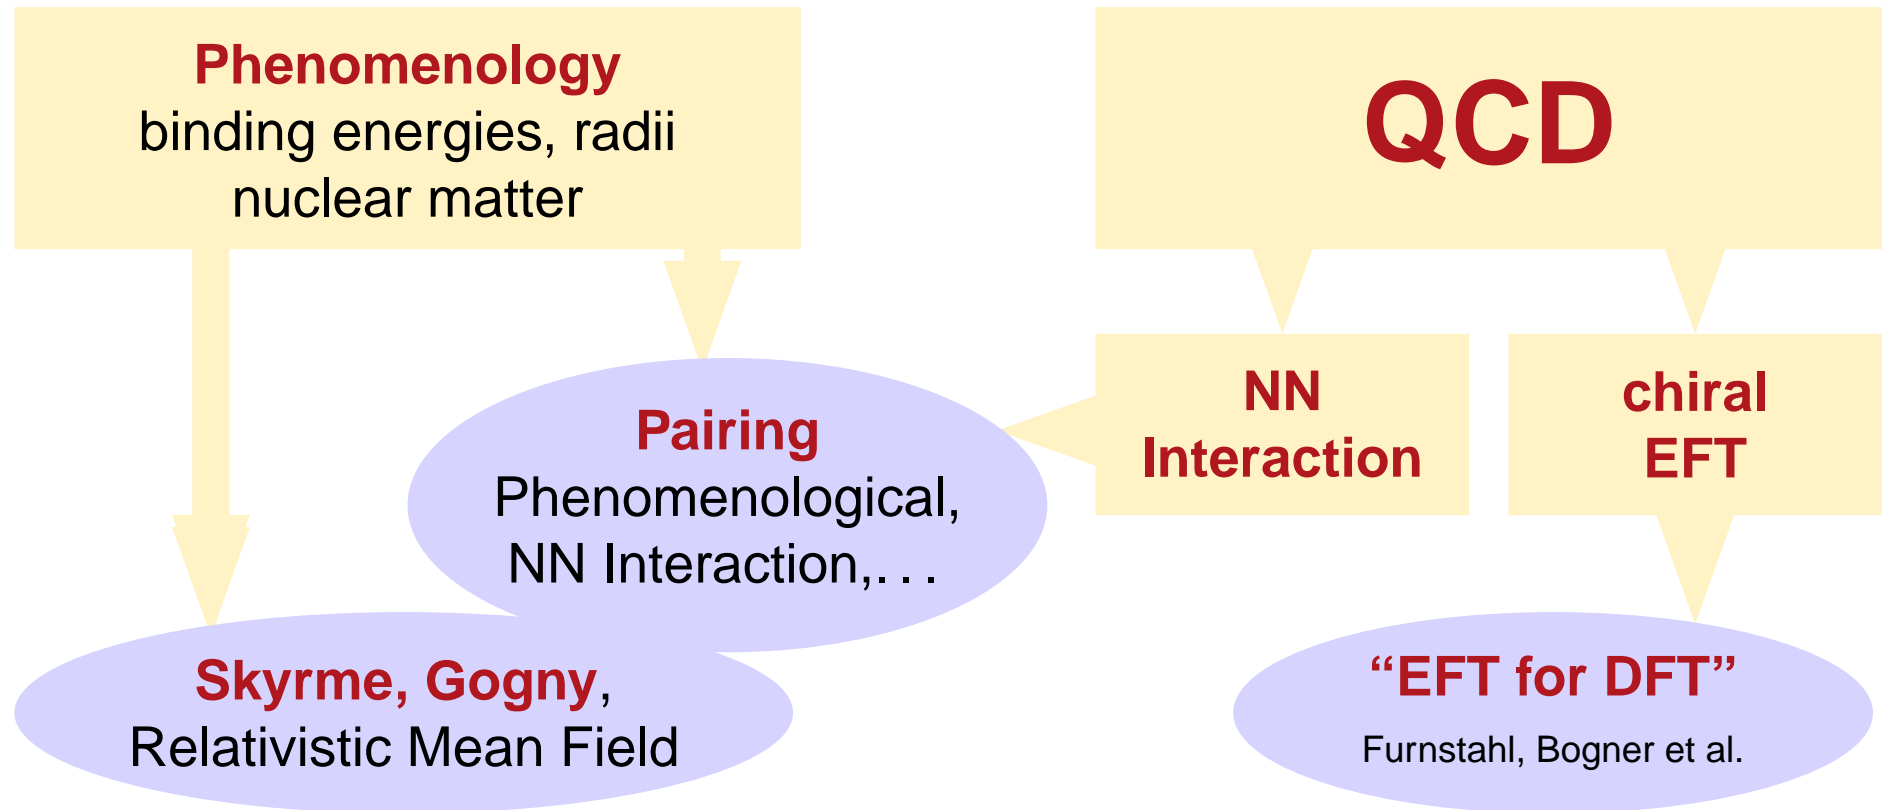 Phenomenology
binding energies, radii
nuclear matter
QCD
NN
Interaction
chiral
EFT
Pairing
Phenomenological,
NN Interaction,. . .
Skyrme, Gogny,
Relativistic Mean Field
“EFT for DFT”
Furnstahl, Bogner et al.